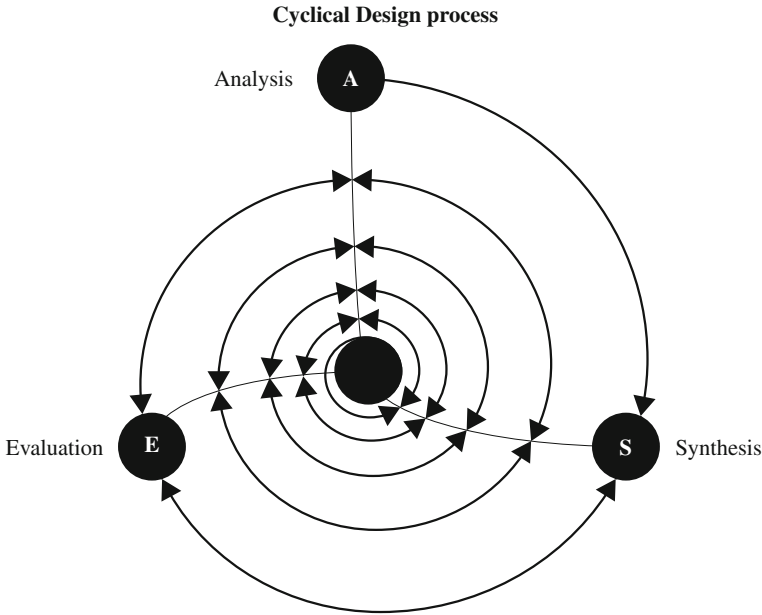 Cyclical Design process
Analysis
A
Evaluation
E
S
Synthesis